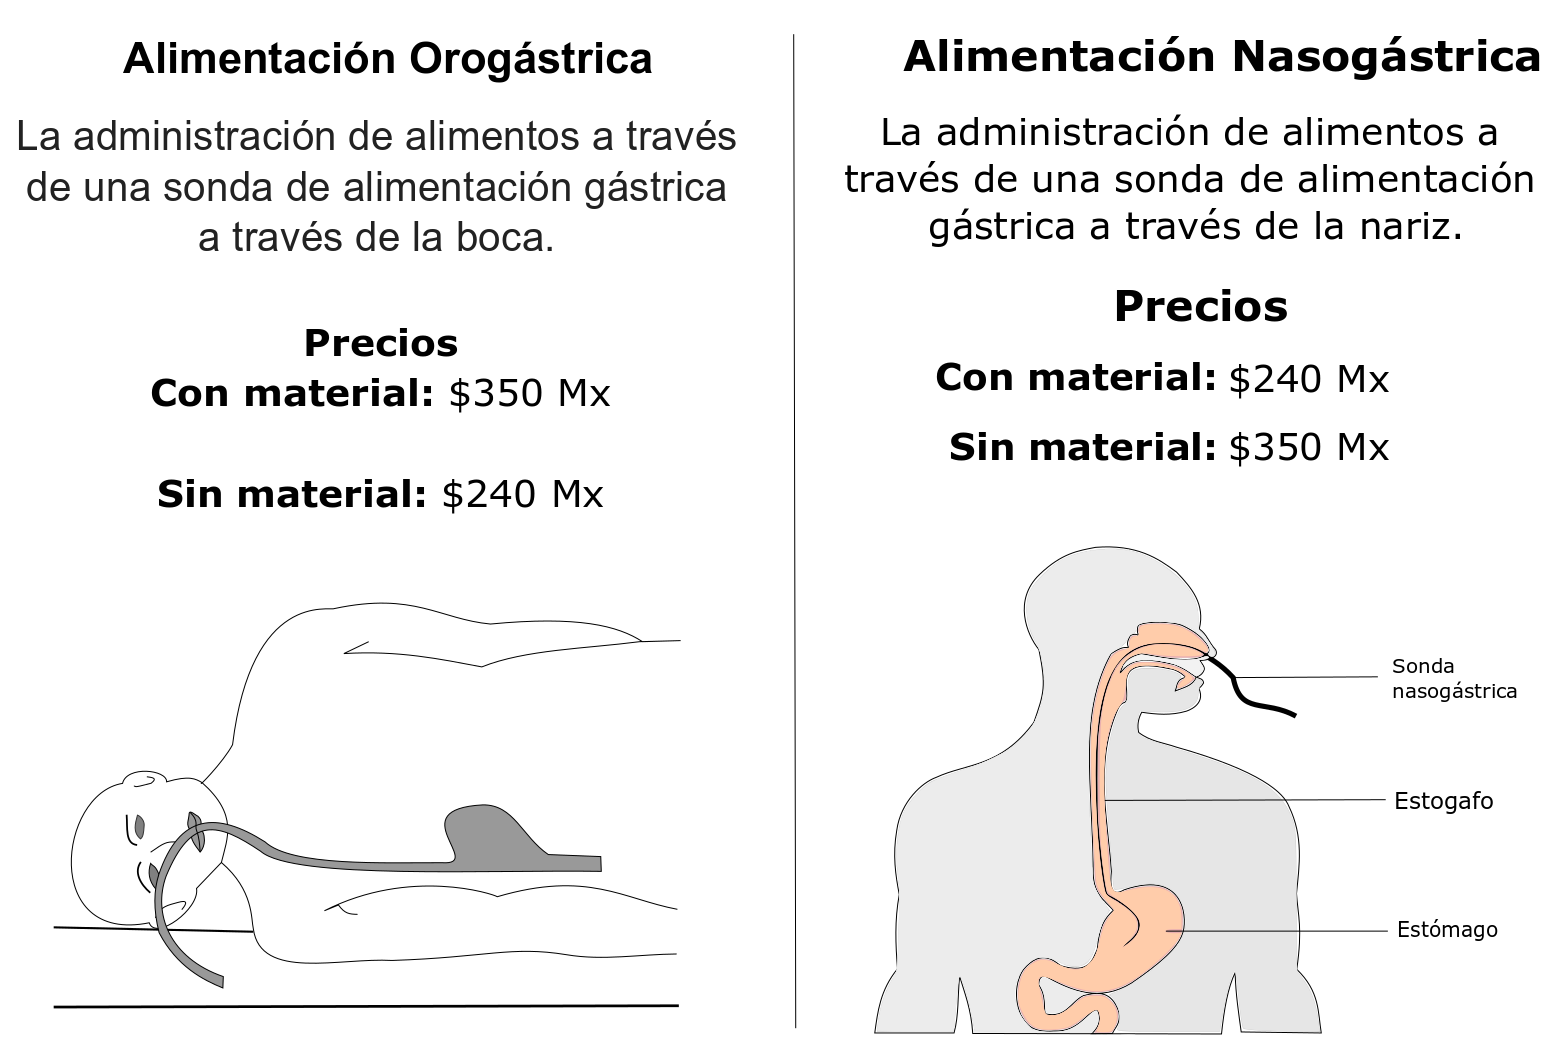 Alimentación Orogástrica
La administración de alimentos a través
de una sonda de alimentación gástrica
a través de la boca.
Precios
Con material: $350 Mx
Sin material: $240 Mx
Alimentación Nasogástrica
La administración de alimentos a
través de una sonda de alimentación
gástrica a través de la nariz.
Precios
Con material: $240 Mx
Sin material: $350 Mx
Sonda
nasogástrica
Estogafo
Estómago